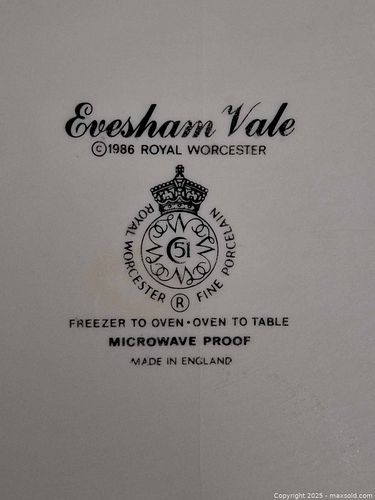 Evesham Vale
©1986 ROYAL WORCESTER
ROYAL WORCESTER ® FINE PORCELAIN
C 51
FREEZER TO OVEN • OVEN TO TABLE
MICROWAVE PROOF
MADE IN ENGLAND
Copyright 2025 - maxsold.com